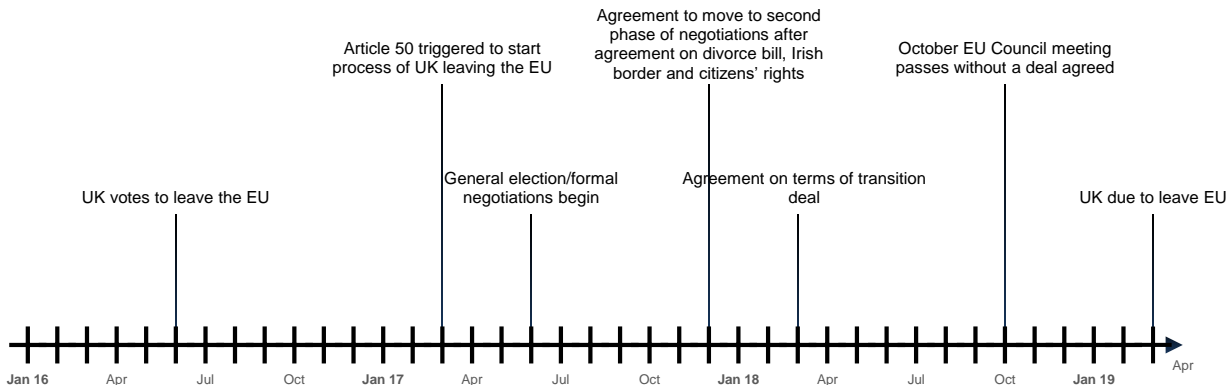 Agreement to move to second
phase of negotiations after
agreement on divorce bill, Irish
border and citizens’ rights
Article 50 triggered to start
process of UK leaving the EU
October EU Council meeting
passes without a deal agreed
General election/formal
negotiations begin
Agreement on terms of transition
deal
UK votes to leave the EU
UK due to leave EU
Jan 16 Apr Jul Oct Jan 17 Apr Jul Oct Jan 18 Apr Jul Oct Jan 19 Apr